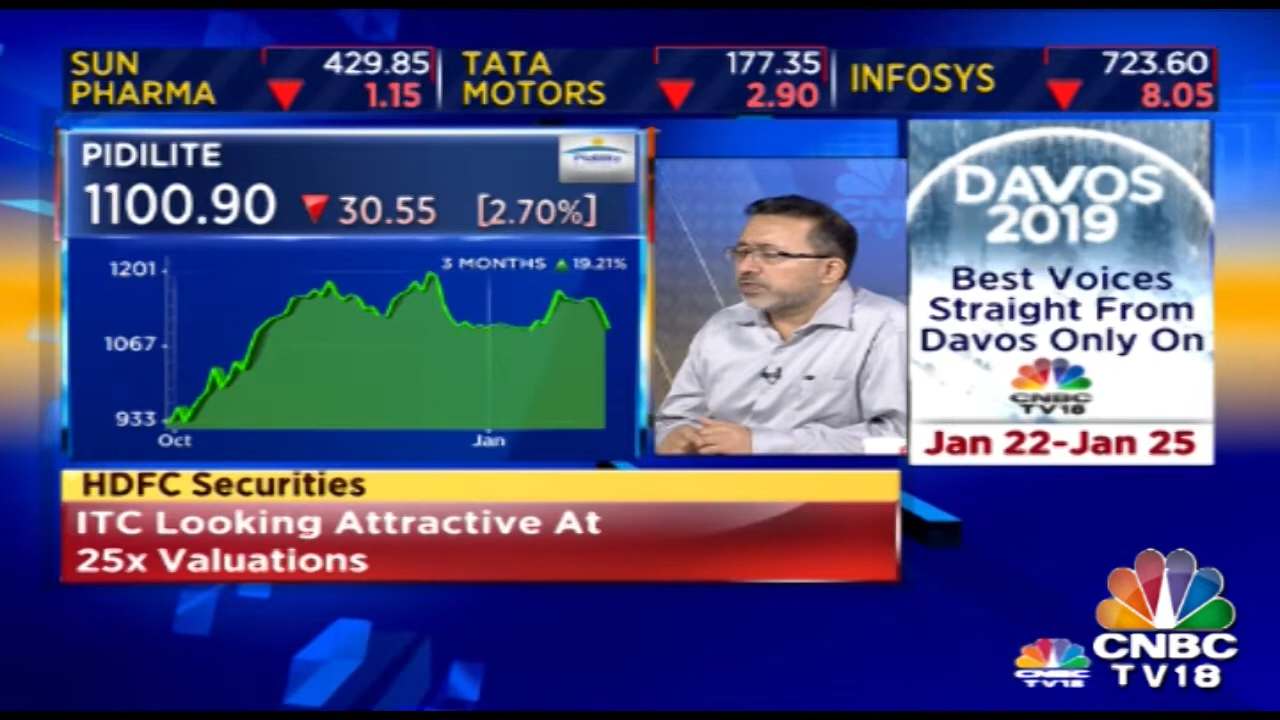 SUN
PHARMA
429.85
1.15
TATA
MOTORS
177.35
2.90
INFOSYS
723.60
8.05
PIDILITE
Pidilite
1100.90 30.55 [2.70%]
3 MONTHS 19.21%
1201
1067
933
Oct Jan
DAVOS
2019
Best Voices
Straight From
Davos Only On
CNBC
TV18
Jan 22-Jan 25
HDFC Securities
ITC Looking Attractive At
25x Valuations
CNBC
TV18
CNBC
TV18